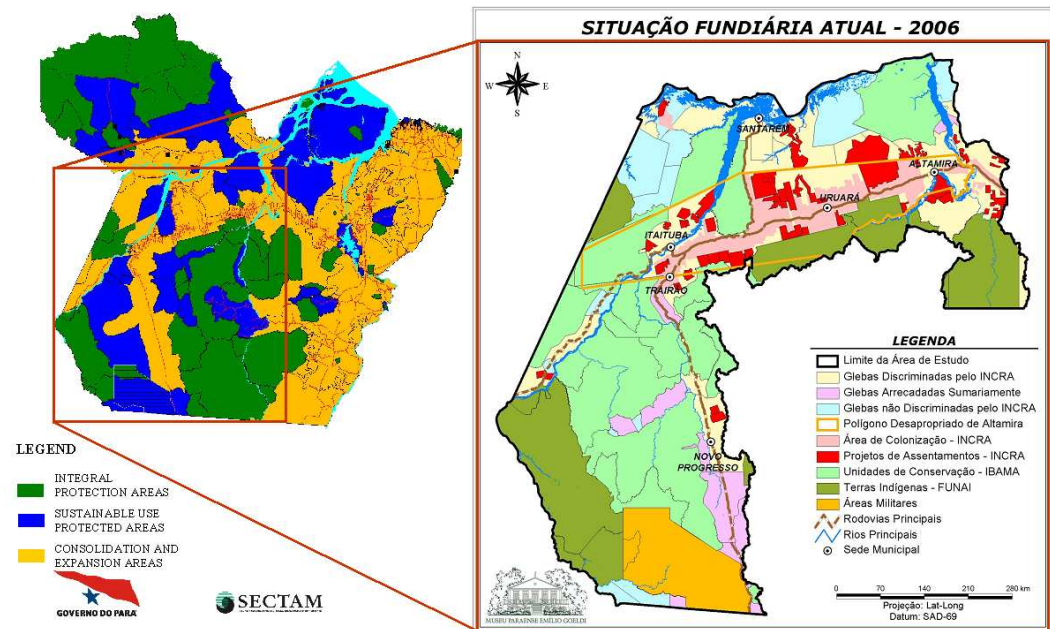 SITUAÇÃO FUNDIÁRIA ATUAL - 2006
N
W E
S
SANTARÉM
ALTAMIRA
URUARÁ
ITAITUBA
TRAIRÃO
NOVO
PROGRESSO
LEGENDA
Limite da Área de Estudo
Glebas Discriminadas pelo INCRA
Glebas Arrecadadas Sumariamente
Glebas não Discriminadas pelo INCRA
Polígono Desapropriado de Altamira
Área de Colonização - INCRA
Projetos de Assentamentos - INCRA
Unidades de Conservação - IBAMA
Terras Indígenas - FUNAI
Áreas Militares
Rodovias Principais
Rios Principais
Sede Municipal
0 70 140 210 280 km
Projeção: Lat-Long
Datum: SAD-69
MUSEU PARAENSE EMÍLIO GOELDI
LEGEND
INTEGRAL
PROTECTION AREAS
SUSTAINABLE USE
PROTECTED AREAS
CONSOLIDATION AND
EXPANSION AREAS
GOVERNO DO PARÁ
SECTAM